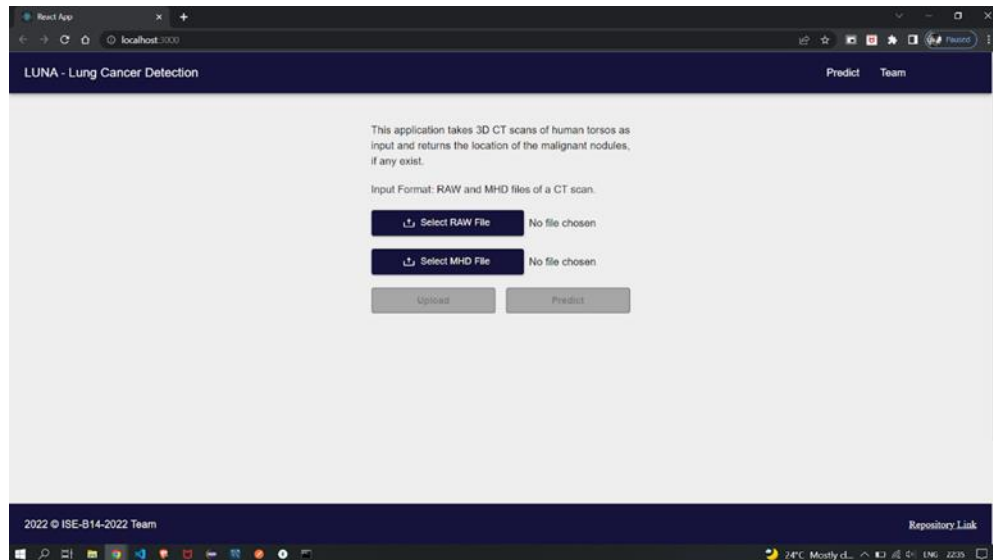 React App
localhost:3000
Paused
LUNA - Lung Cancer Detection
Predict
Team
This application takes 3D CT scans of human torsos as
input and returns the location of the malignant nodules,
if any exist.
Input Format: RAW and MHD files of a CT scan.
Select RAW File
No file chosen
Select MHD File
No file chosen
Upload
Predict
2022 © ISE-B14-2022 Team
Repository Link
24°C Mostly cl... ENG 2235